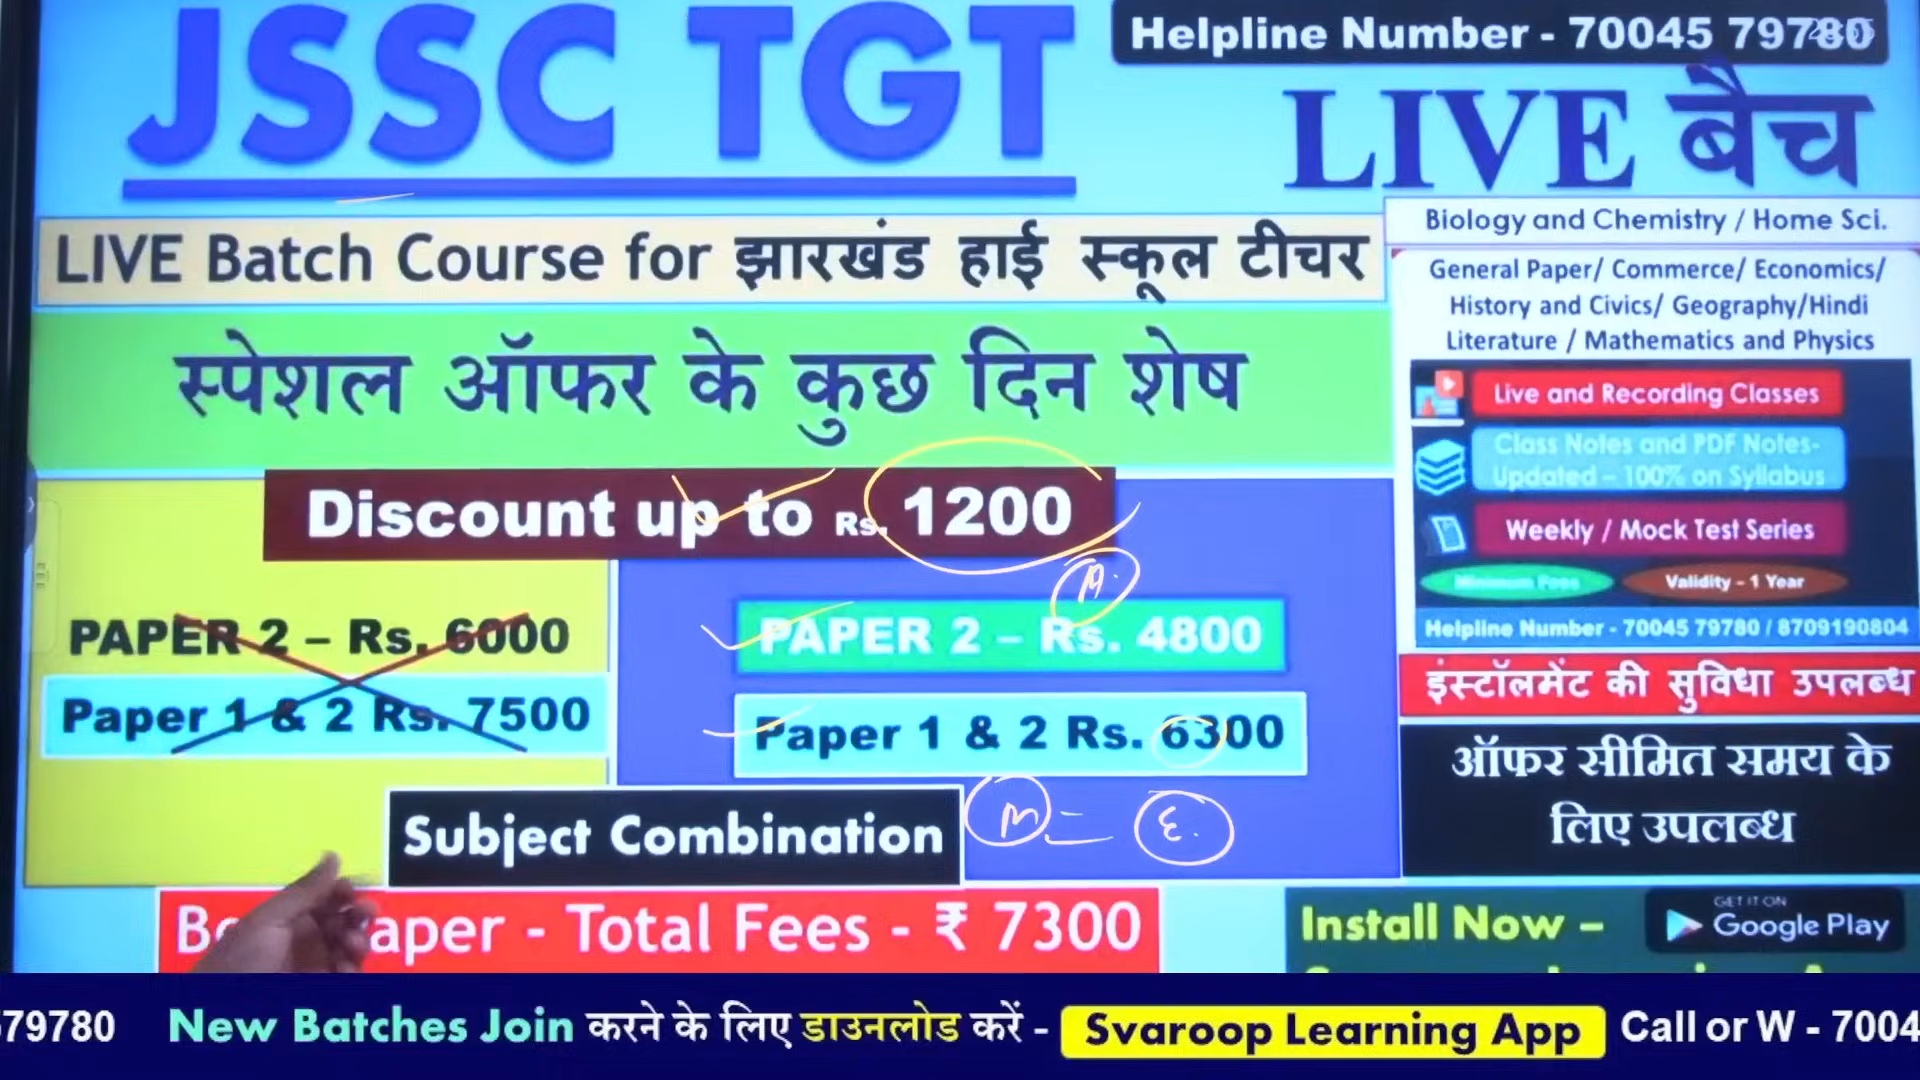 JSSC TGT
Helpline Number - 70045 79780
LIVE बैच
LIVE Batch Course for झारखंड हाई स्कूल टीचर
Biology and Chemistry / Home Sci.
General Paper/ Commerce/ Economics/
History and Civics/ Geography/Hindi
Literature / Mathematics and Physics
स्पेशल ऑफर के कुछ दिन शेष
Live and Recording Classes
Class Notes and PDF Notes-
Updated – 100% on Syllabus
Weekly / Mock Test Series
Minimum Fees
Validity - 1 Year
Helpline Number - 70045 79780 / 8709190804
Discount up to Rs. 1200
M.
PAPER 2 – Rs. 6000
PAPER 2 – Rs. 4800
Paper 1 & 2 Rs. 7500
Paper 1 & 2 Rs. 6300
इंस्टॉलमेंट की सुविधा उपलब्ध
ऑफर सीमित समय के
लिए उपलब्ध
Subject Combination
M = E.
aper - Total Fees - ₹ 7300
Install Now –
GET IT ON
Google Play
79780 New Batches Join करने के लिए डाउनलोड करें - Svaroop Learning App Call or W - 7004